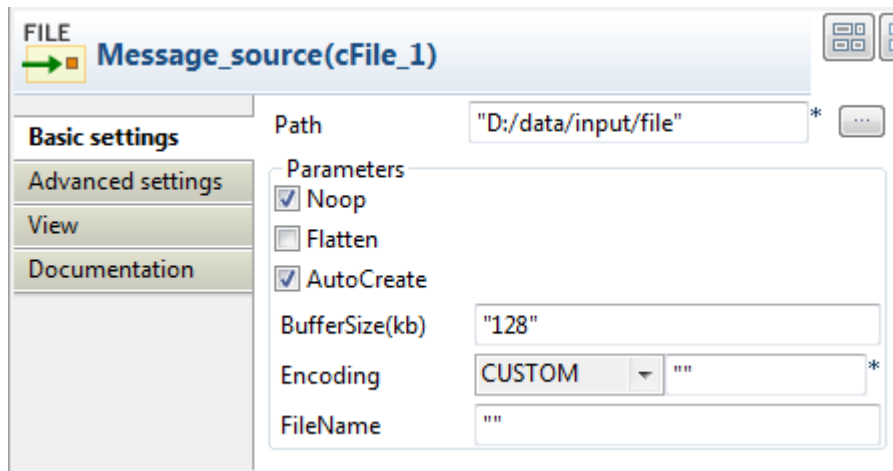 FILE
Message_source(cFile_1)
Basic settings
Advanced settings
View
Documentation
Path "D:/data/input/file" * ...
Parameters
Noop
Flatten
AutoCreate
BufferSize(kb) "128"
Encoding CUSTOM "" *
FileName ""